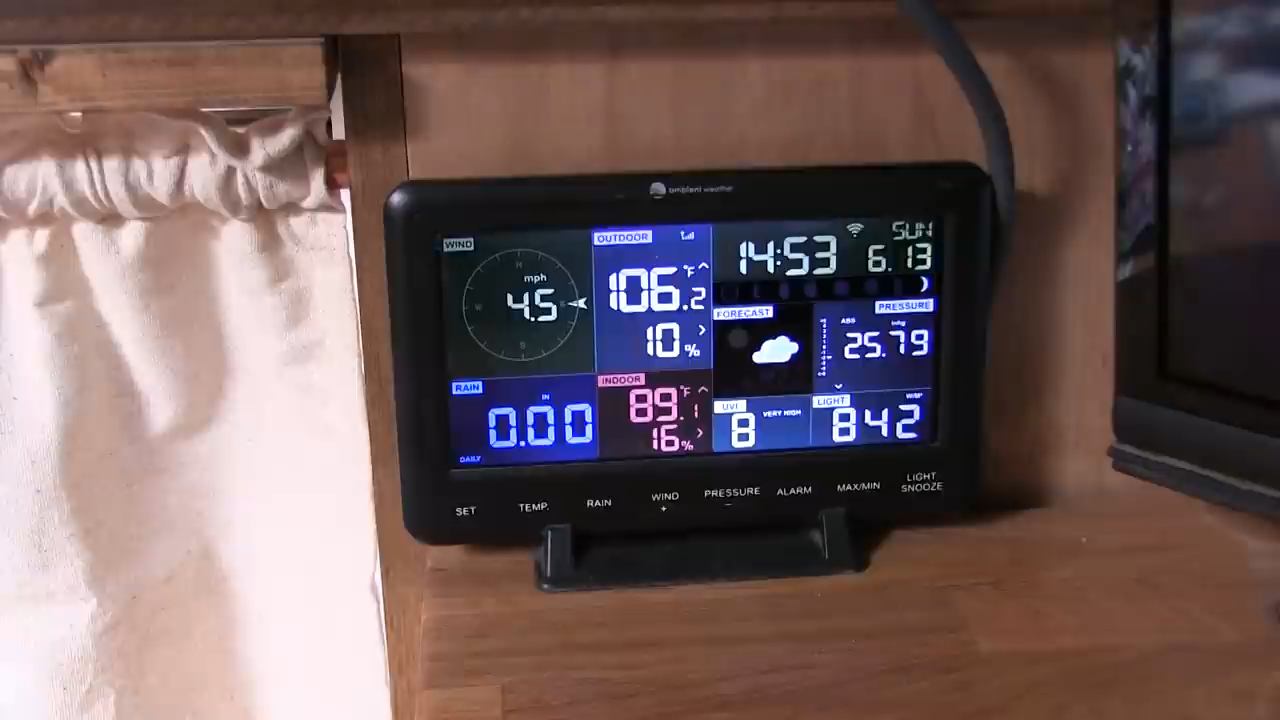 ambient weather
WIND
N
mph
4.5
W
S
RAIN
IN
0.00
DAILY
OUTDOOR
106.2 °F
10 %
INDOOR
89.1 °F
16 %
14:53
SUN
6.13
FORECAST
PRESSURE
ABS
inHg
25.79
UVI
8
VERY HIGH
LIGHT
W/m²
842
SET
TEMP.
RAIN
WIND
+
PRESSURE
−
ALARM
MAX/MIN
LIGHT
SNOOZE